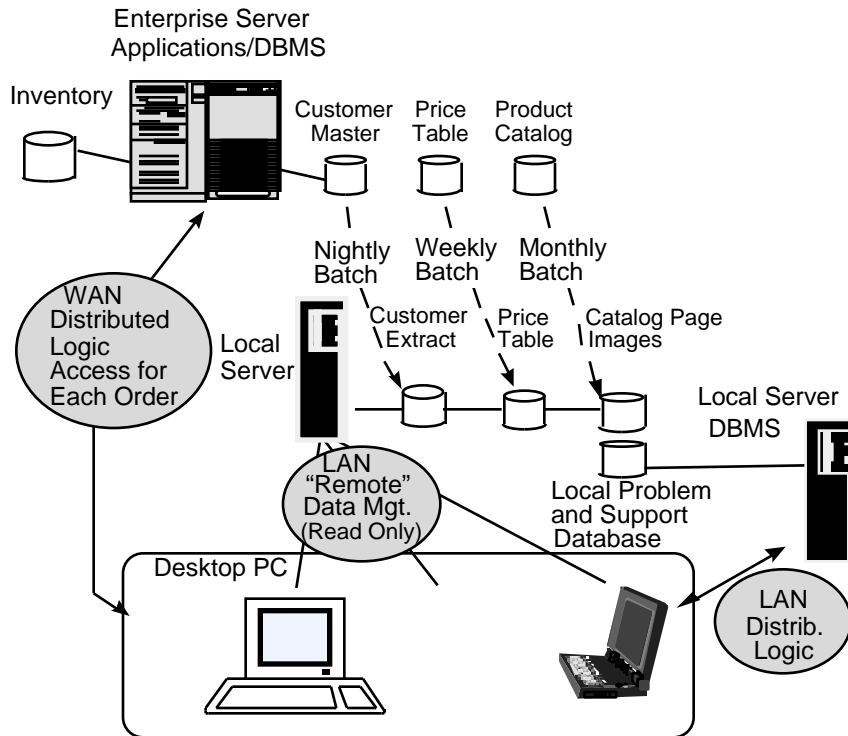 Enterprise Server
Applications/DBMS
Inventory
Customer
Master
Price
Table
Product
Catalog
Nightly
Batch
Weekly
Batch
Monthly
Batch
WAN
Distributed
Logic
Access for
Each Order
Local
Server
Customer
Extract
Price
Table
Catalog Page
Images
Local Server
DBMS
LAN
“Remote”
Data Mgt.
(Read Only)
Local Problem
and Support
Database
Desktop PC
LAN
Distrib.
Logic